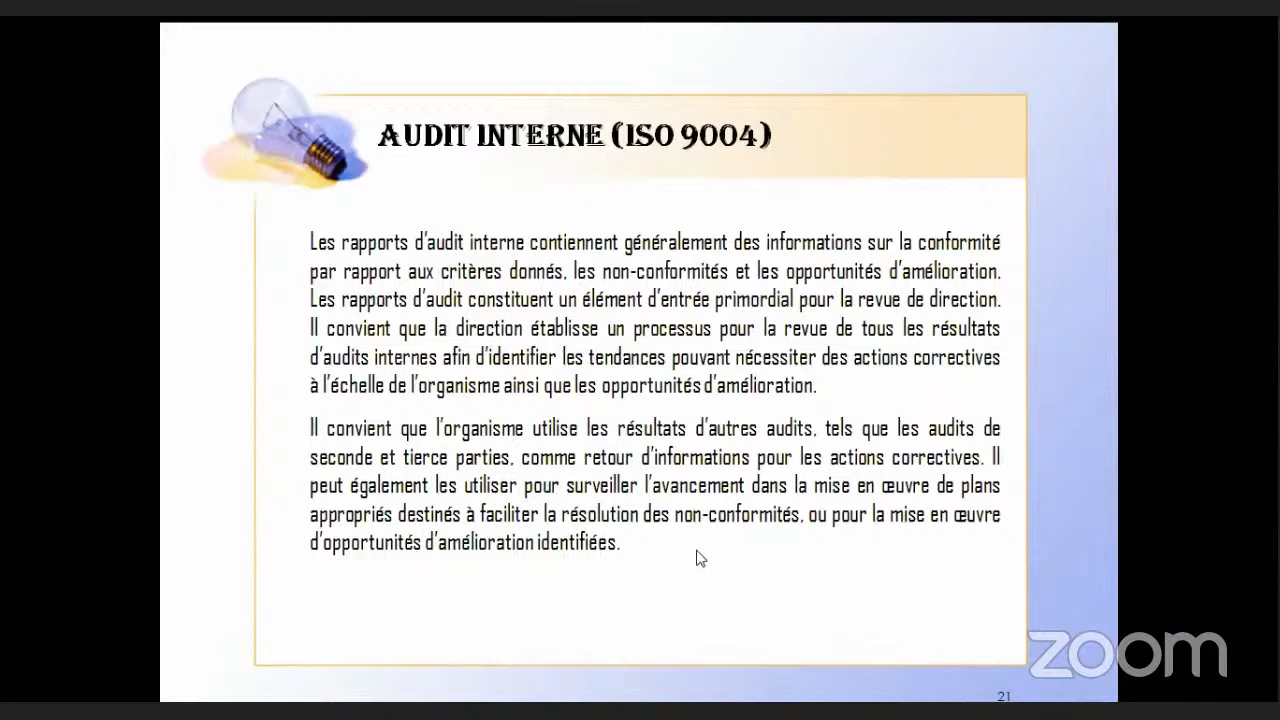 AUDIT INTERNE (ISO 9004)
Les rapports d'audit interne contiennent généralement des informations sur la conformité
par rapport aux critères donnés, les non-conformités et les opportunités d'amélioration.
Les rapports d'audit constituent un élément d'entrée primordial pour la revue de direction.
Il convient que la direction établisse un processus pour la revue de tous les résultats
d'audits internes afin d'identifier les tendances pouvant nécessiter des actions correctives
à l'échelle de l'organisme ainsi que les opportunités d'amélioration.
Il convient que l'organisme utilise les résultats d'autres audits, tels que les audits de
seconde et tierce parties, comme retour d'informations pour les actions correctives. Il
peut également les utiliser pour surveiller l'avancement dans la mise en œuvre de plans
appropriés destinés à faciliter la résolution des non-conformités, ou pour la mise en œuvre
d'opportunités d'amélioration identifiées.
zoom
21